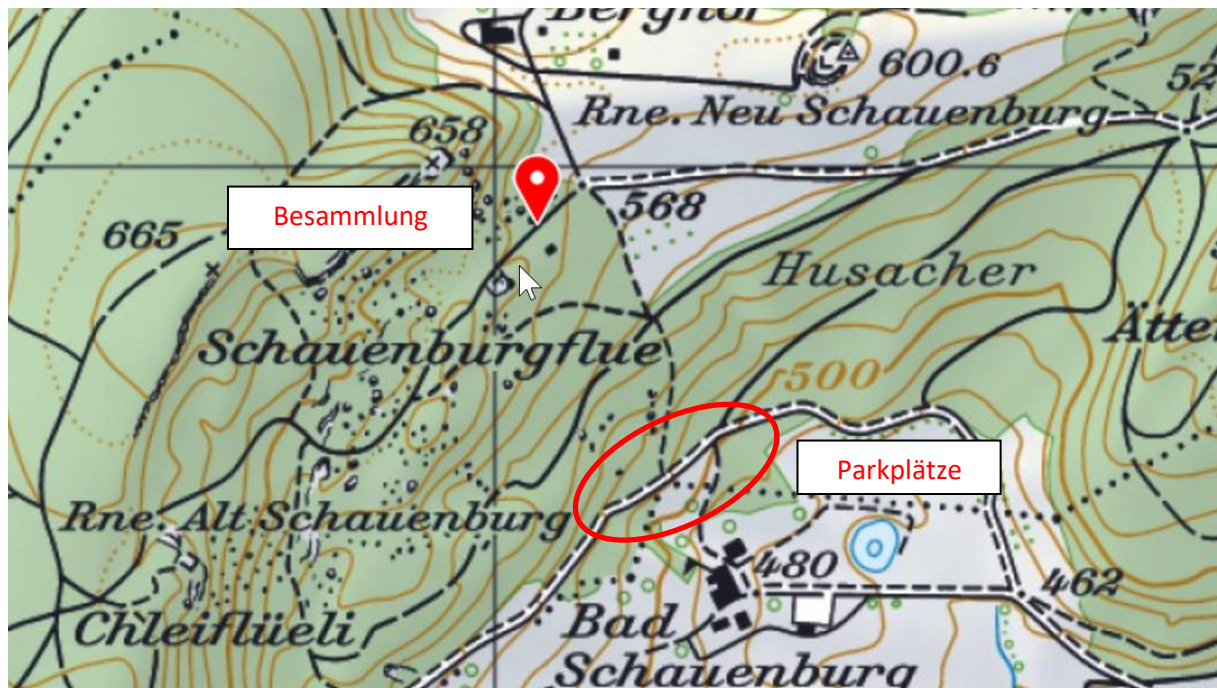 Berghof
600.6
Rne. Neu Schauenburg
52
658
Besammlung
568
665
Husacher
Schauenburgflue
500
Parkplätze
Rne. Alt Schauenburg
480
462
Chleiflüeli
Bad
Schauenburg